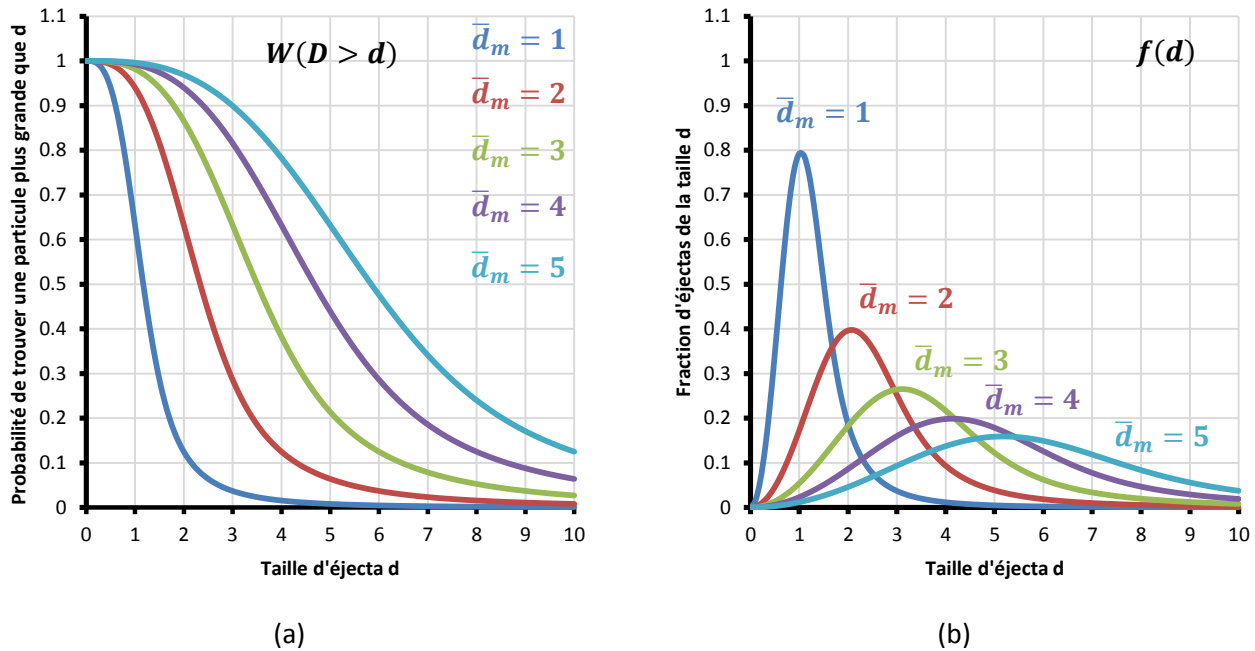 Probabilité de trouver une particule plus grande que d
1.1
1
0.9
0.8
0.7
0.6
0.5
0.4
0.3
0.2
0.1
0
0 1 2 3 4 5 6 7 8 9 10
Taille d'éjecta d
W(D > d)
d̅ₘ = 1
d̅ₘ = 2
d̅ₘ = 3
d̅ₘ = 4
d̅ₘ = 5
(a)
Fraction d'éjectas de la taille d
1.1
1
0.9
0.8
0.7
0.6
0.5
0.4
0.3
0.2
0.1
0
0 1 2 3 4 5 6 7 8 9 10
Taille d'éjecta d
f(d)
d̅ₘ = 1
d̅ₘ = 2
d̅ₘ = 3
d̅ₘ = 4
d̅ₘ = 5
(b)